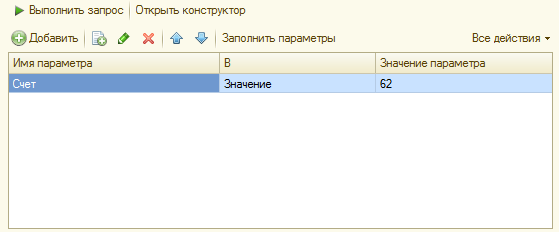 Выполнить запрос Открыть конструктор
Добавить Заполнить параметры Все действия
Имя параметра В Значение параметра
Счет Значение 62